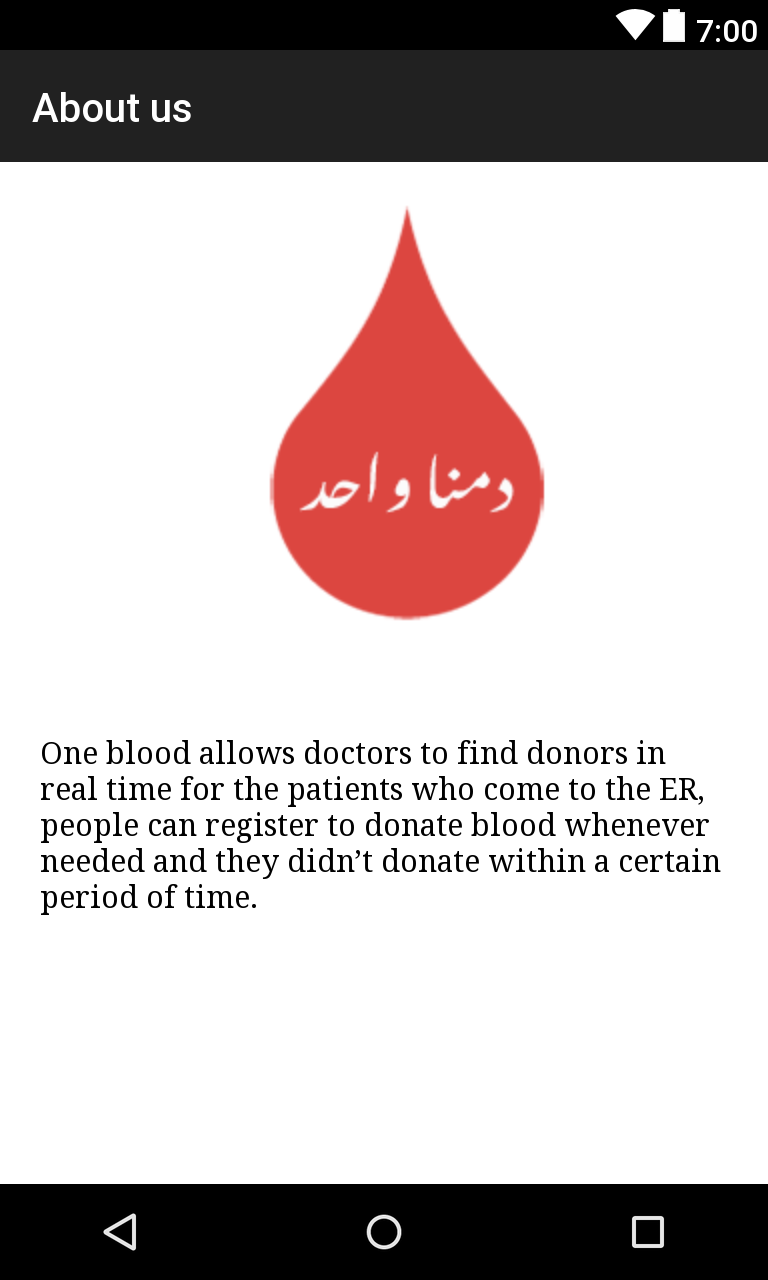 7:00
About us
دمنا واحد
One blood allows doctors to find donors in
real time for the patients who come to the ER,
people can register to donate blood whenever
needed and they didn’t donate within a certain
period of time.